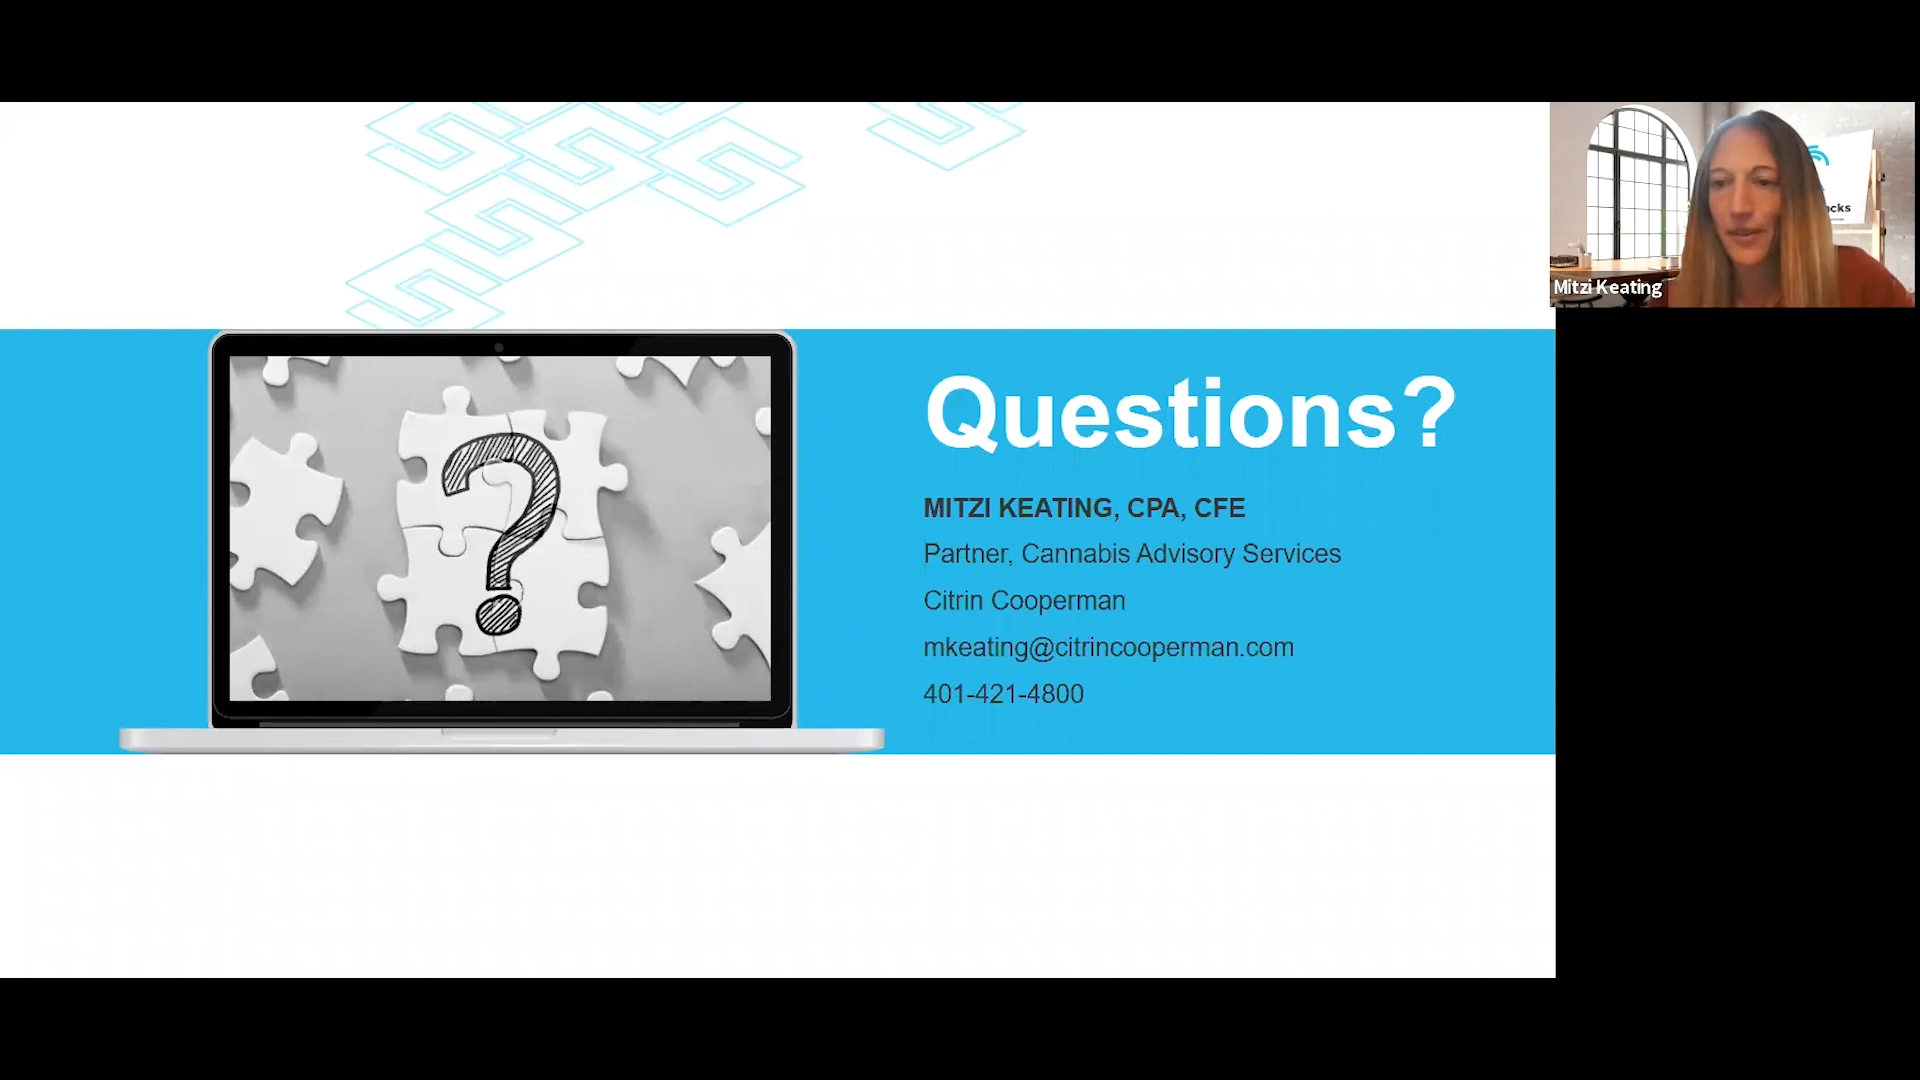 Questions?
MITZI KEATING, CPA, CFE
Partner, Cannabis Advisory Services
Citrin Cooperman
mkeating@citrincooperman.com
401-421-4800
Mitzi Keating